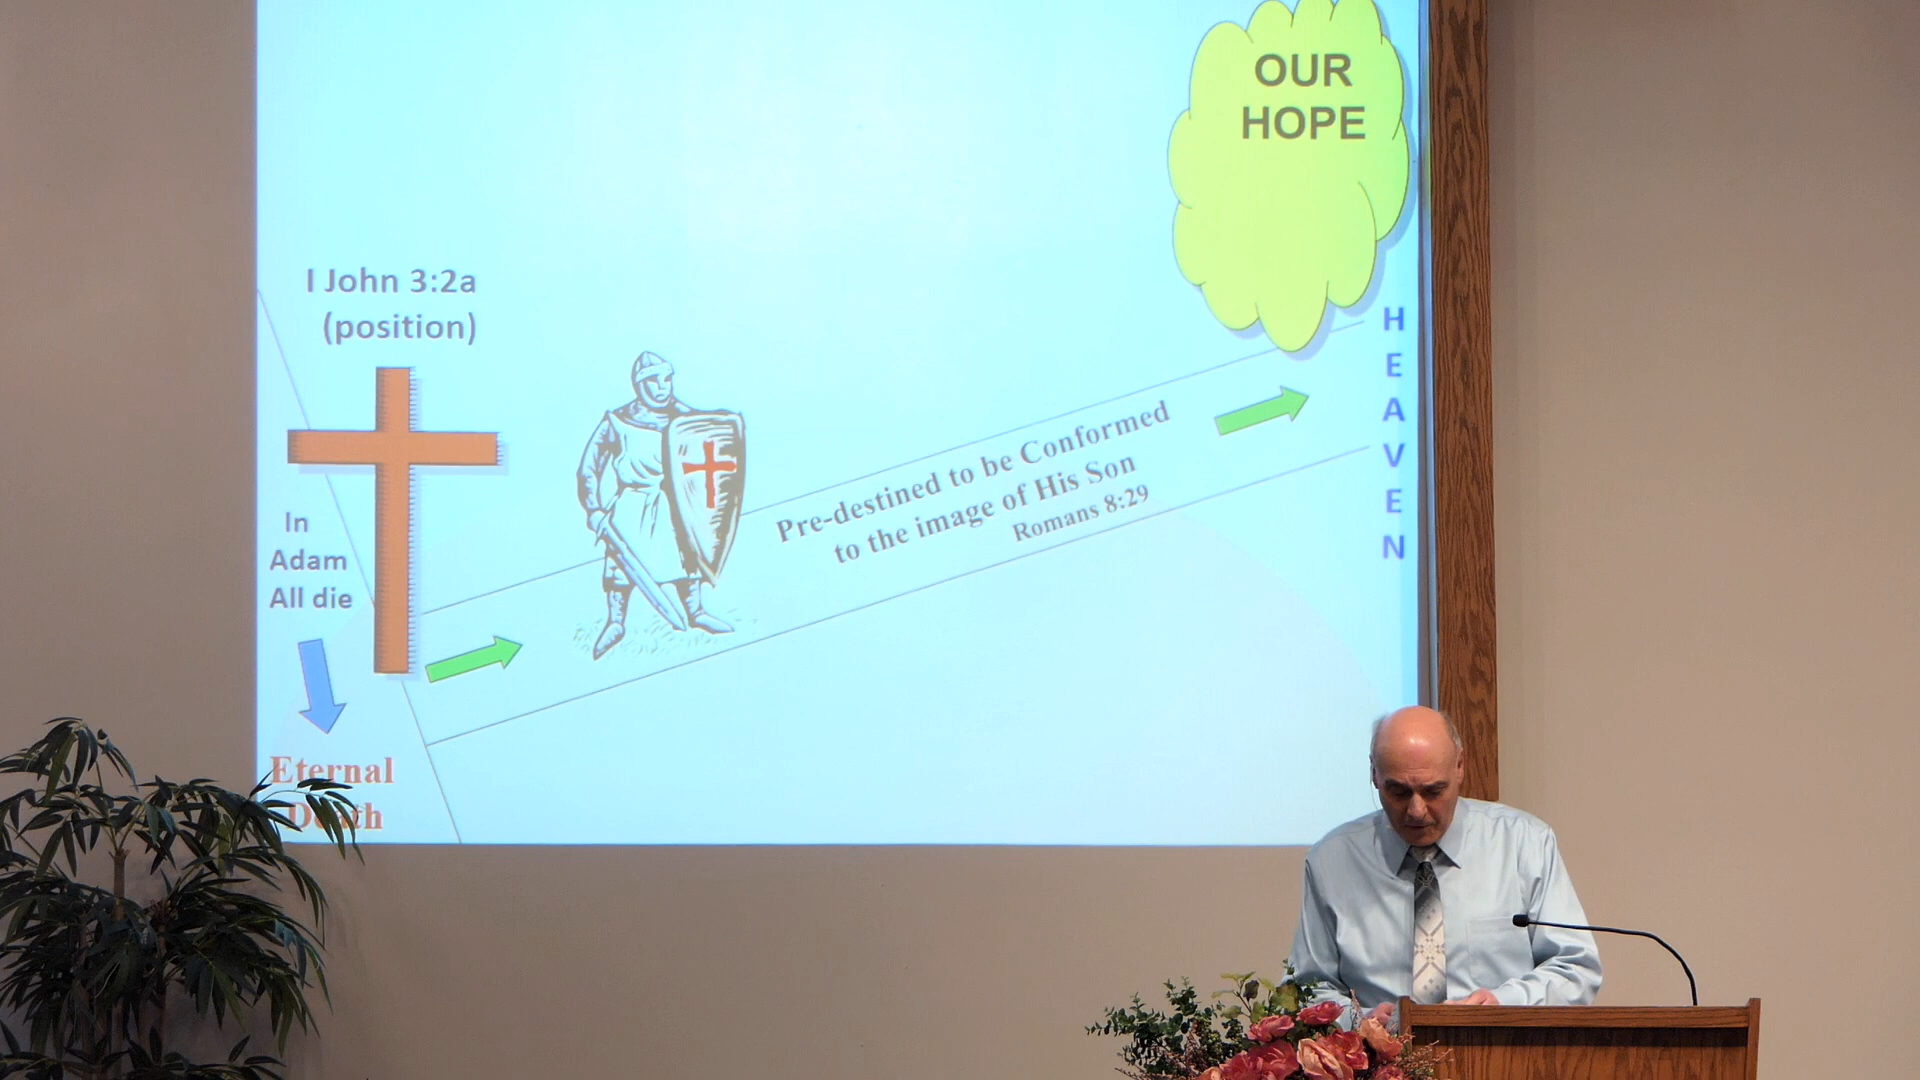 OUR
HOPE
I John 3:2a
(position)
In
Adam
All die
Eternal
Death
Pre-destined to be Conformed
to the image of His Son
Romans 8:29
H
E
A
V
E
N